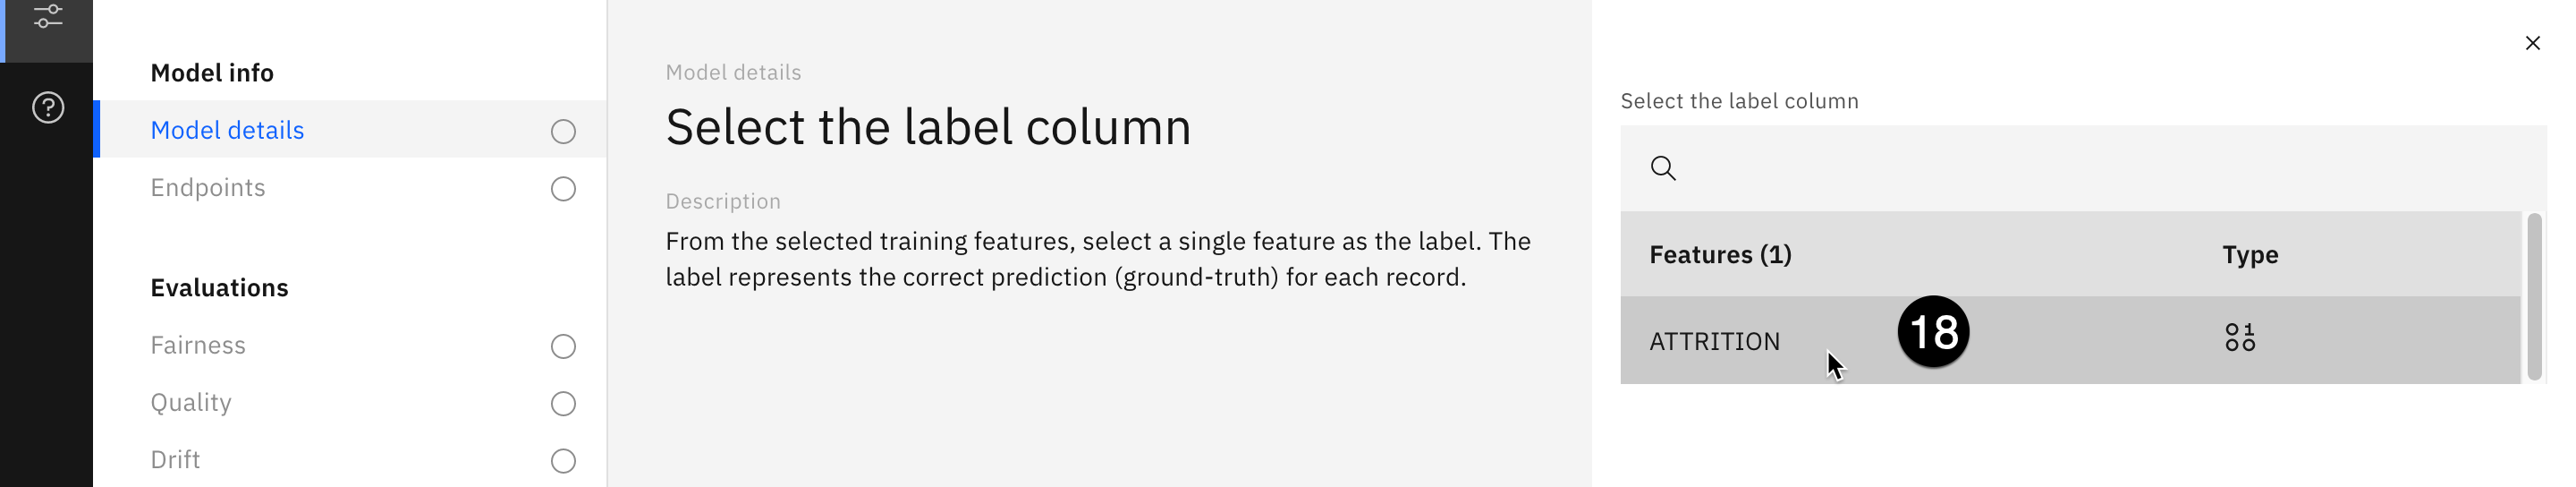 Model info
Model details
Endpoints
Evaluations
Fairness
Quality
Drift
Model details
Select the label column
Description
From the selected training features, select a single feature as the label. The
label represents the correct prediction (ground-truth) for each record.
Select the label column
Features (1) Type
ATTRITION 18